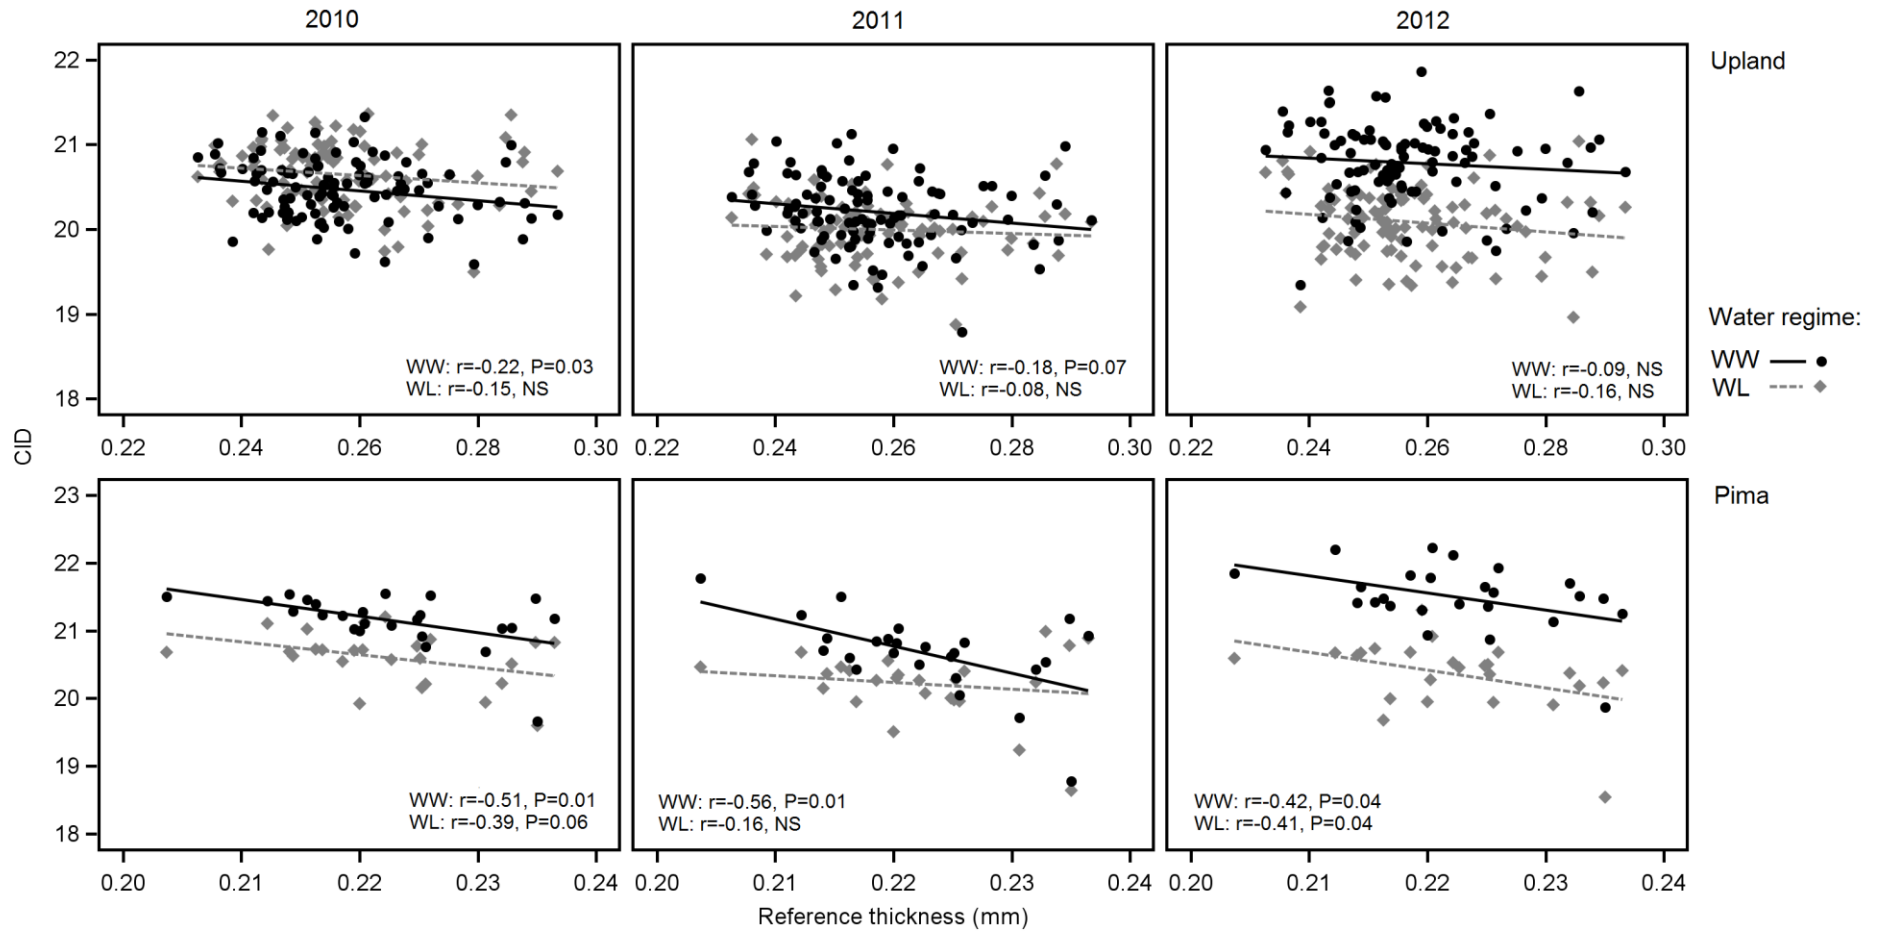 2010
2011
2012
Upland
22
21
20
19
18
WW: r=-0.22, P=0.03
WL: r=-0.15, NS
WW: r=-0.18, P=0.07
WL: r=-0.08, NS
WW: r=-0.09, NS
WL: r=-0.16, NS
Water regime:
WW
WL
0.22 0.24 0.26 0.28 0.30
0.22 0.24 0.26 0.28 0.30
0.22 0.24 0.26 0.28 0.30
CID
Pima
23
22
21
20
19
18
WW: r=-0.51, P=0.01
WL: r=-0.39, P=0.06
WW: r=-0.56, P=0.01
WL: r=-0.16, NS
WW: r=-0.42, P=0.04
WL: r=-0.41, P=0.04
0.20 0.21 0.22 0.23 0.24
0.20 0.21 0.22 0.23 0.24
0.20 0.21 0.22 0.23 0.24
Reference thickness (mm)